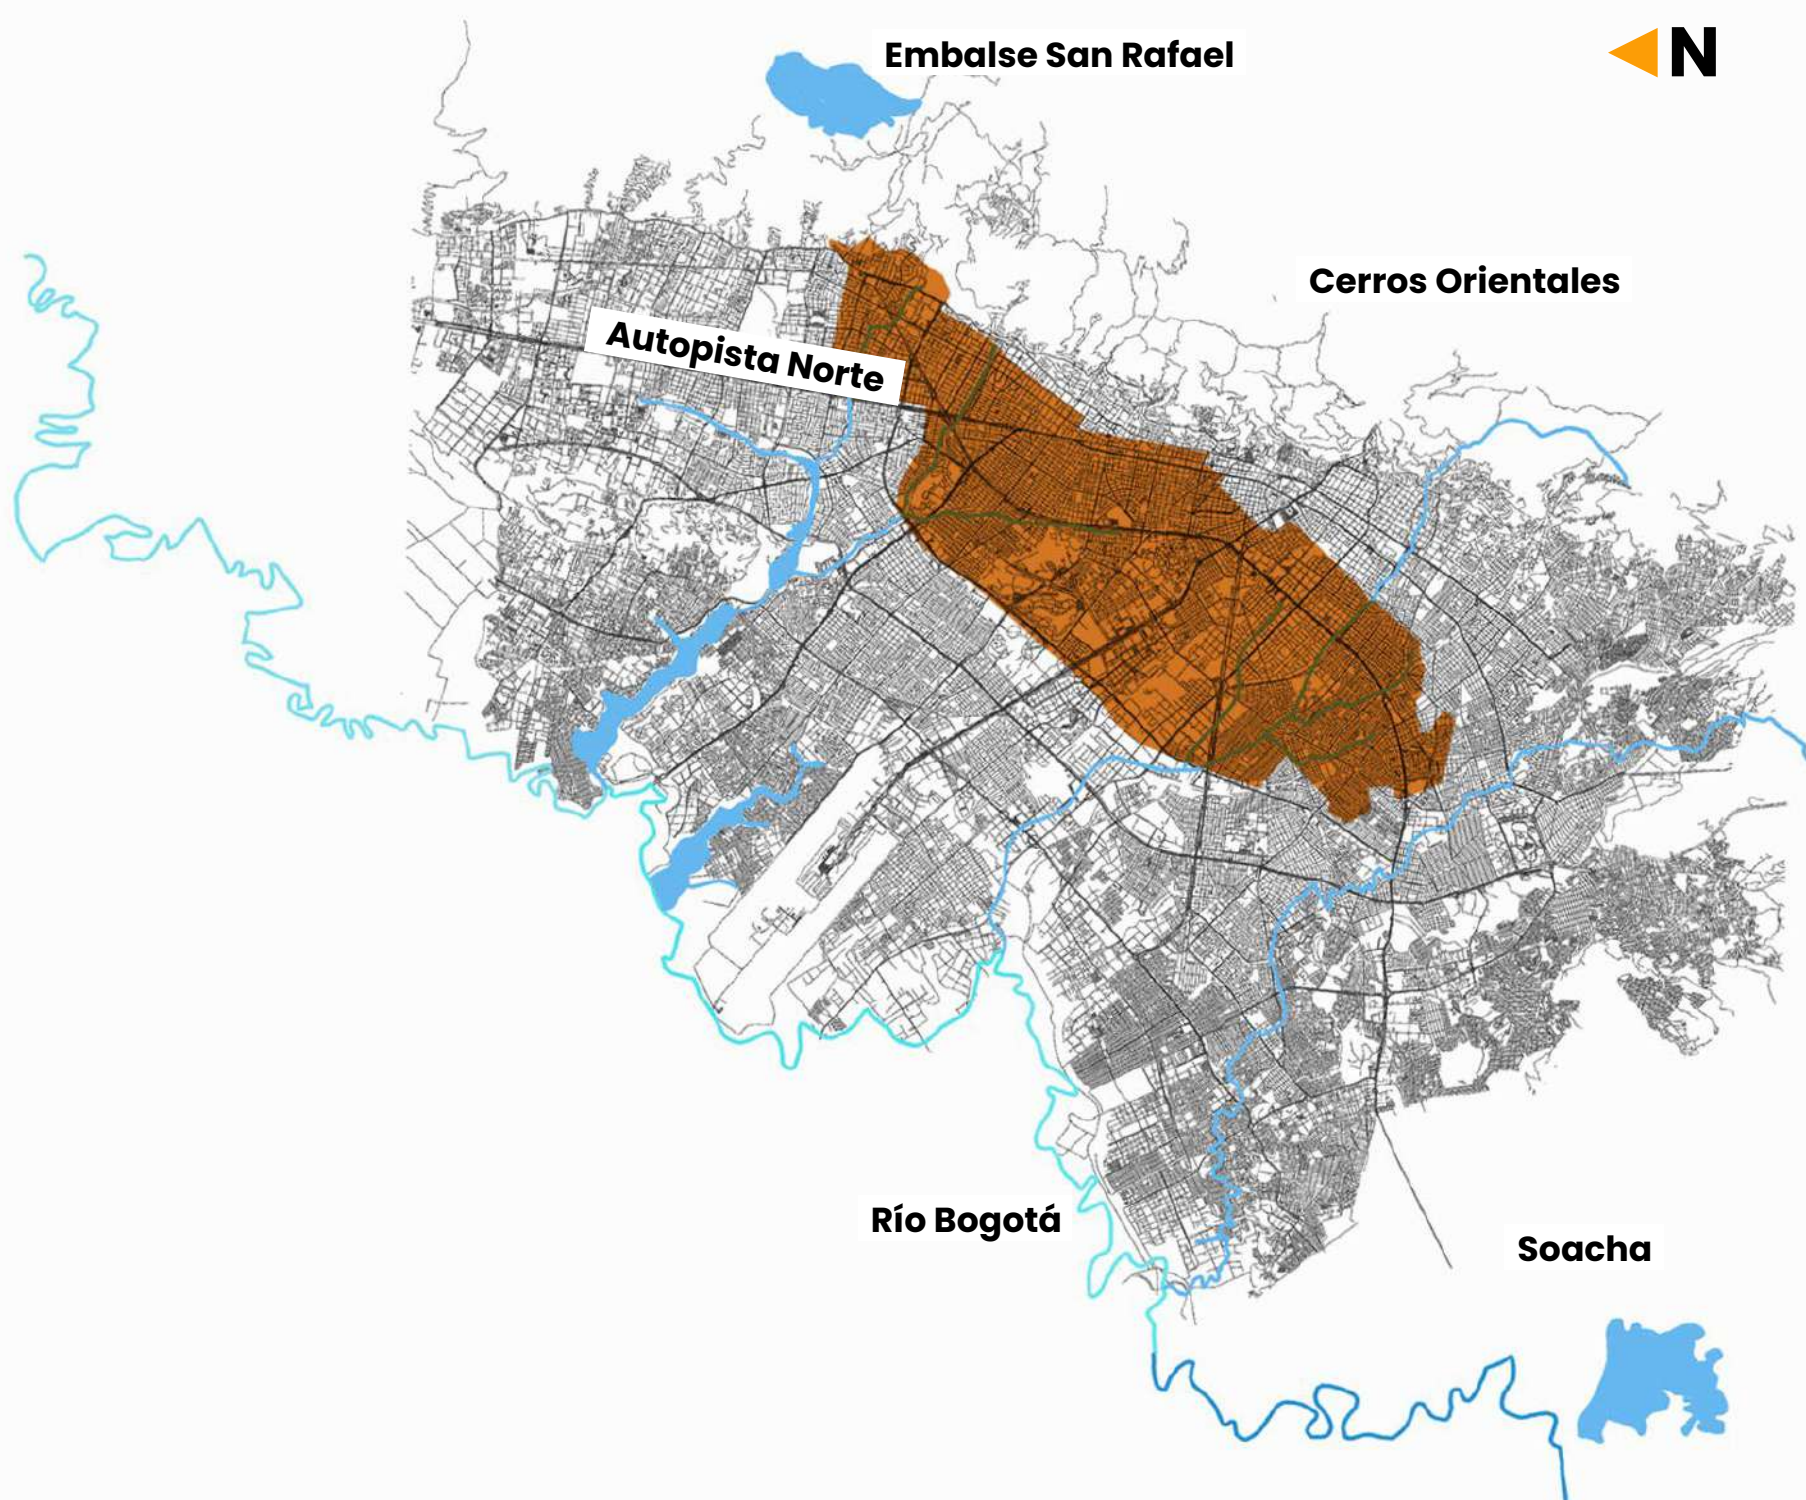 Embalse San Rafael
N
Cerros Orientales
Autopista Norte
Río Bogotá
Soacha